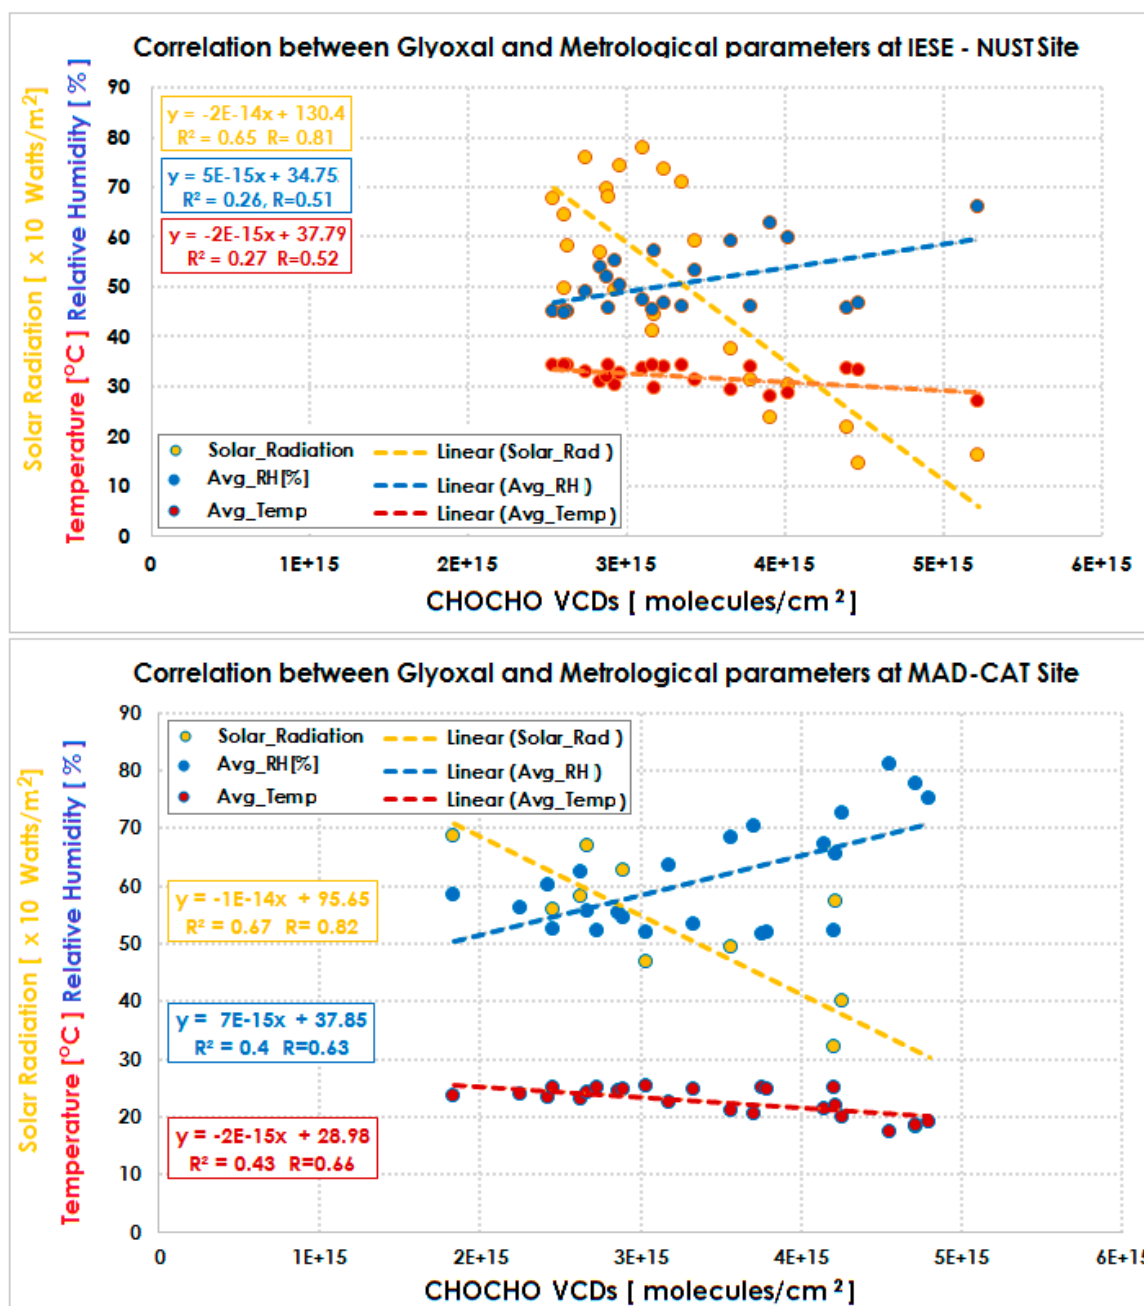 Correlation between Glyoxal and Metrological parameters at IESE - NUST Site
Solar Radiation [ x 10 Watts/m²]
Temperature [°C] Relative Humidity [%]
90
80
70
60
50
40
30
20
10
0
y = -2E-14x + 130.4
R² = 0.65 R= 0.81
y = 5E-15x + 34.75
R² = 0.26, R=0.51
y = -2E-15x + 37.79
R² = 0.27 R=0.52
Solar_Radiation
Linear (Solar_Rad )
Avg_RH[%]
Linear (Avg_RH )
Avg_Temp
Linear (Avg_Temp)
0 1E+15 2E+15 3E+15 4E+15 5E+15 6E+15
CHOCHO VCDs [ molecules/cm ²]
Correlation between Glyoxal and Metrological parameters at MAD-CAT Site
Solar Radiation [ x 10 Watts/m²]
Temperature [°C] Relative Humidity [%]
90
80
70
60
50
40
30
20
10
0
Solar_Radiation
Linear (Solar_Rad )
Avg_RH[%]
Linear (Avg_RH )
Avg_Temp
Linear (Avg_Temp)
y = -1E-14x + 95.65
R² = 0.67 R= 0.82
y = 7E-15x + 37.85
R² = 0.4 R=0.63
y = -2E-15x + 28.98
R² = 0.43 R=0.66
0 1E+15 2E+15 3E+15 4E+15 5E+15 6E+15
CHOCHO VCDs [ molecules/cm ²]